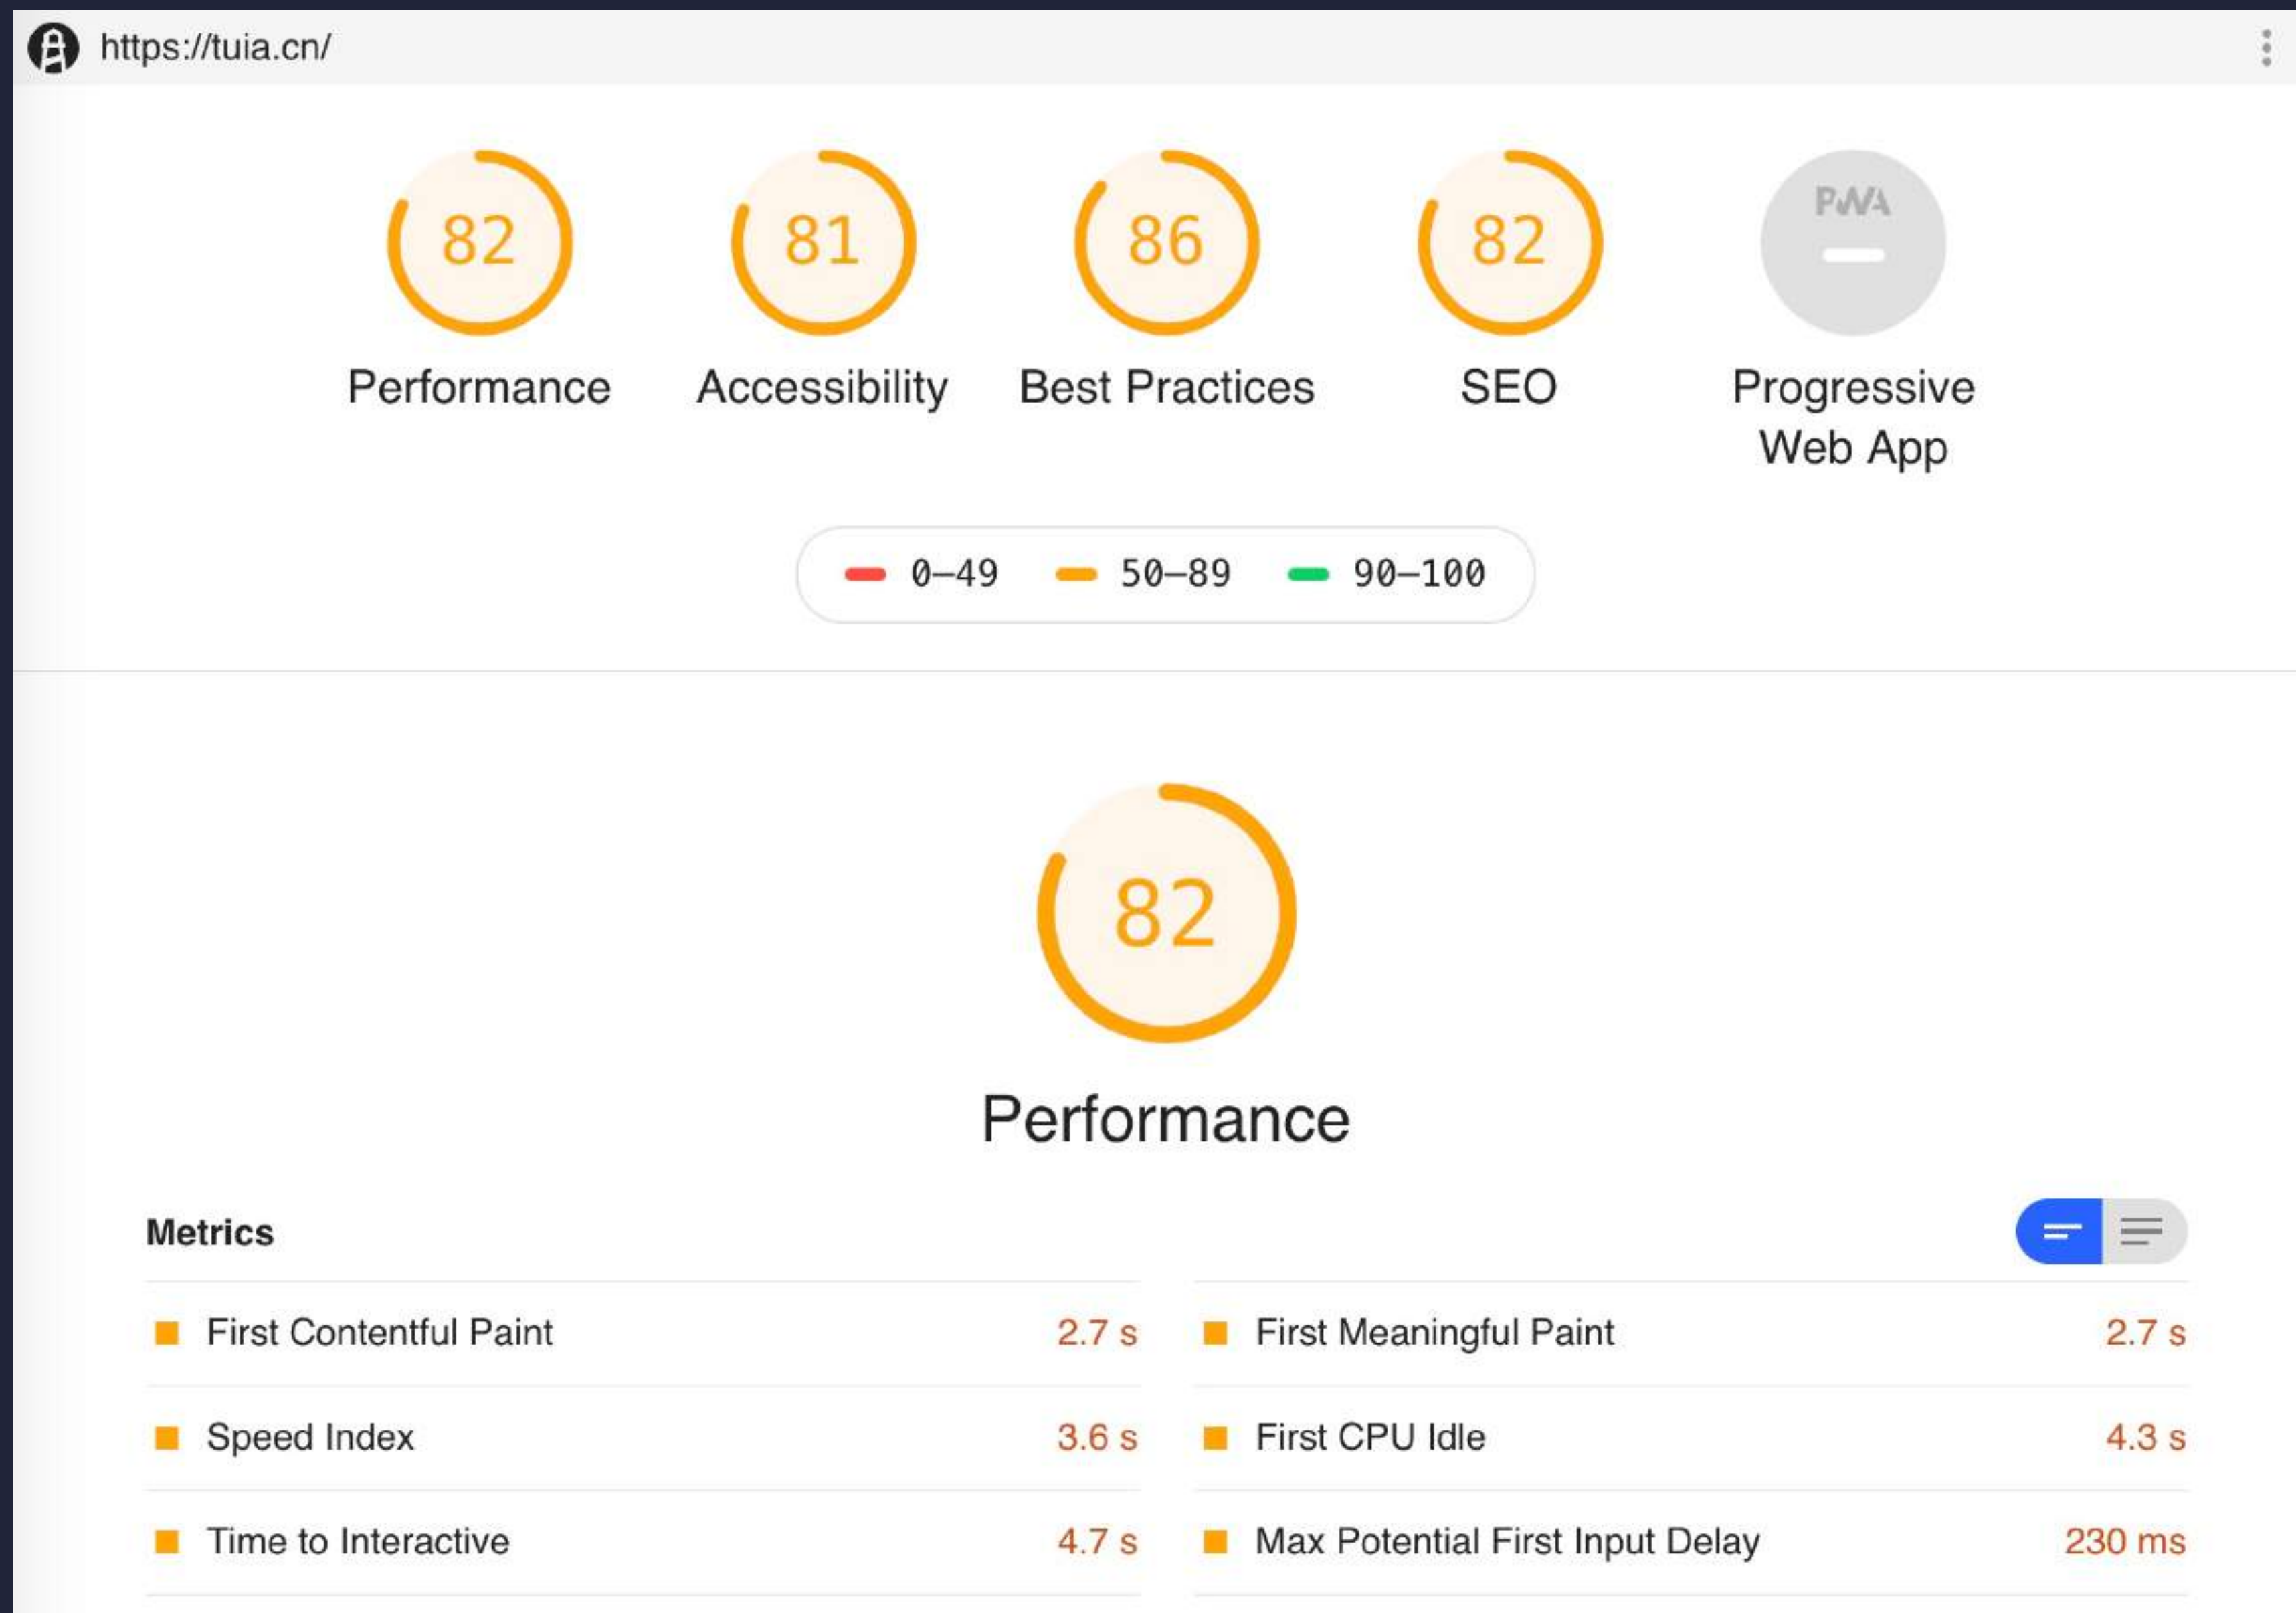 https://tuia.cn/
82 81 86 82 PWA
Performance Accessibility Best Practices SEO Progressive
Web App
0–49 50–89 90–100
82
Performance
Metrics
First Contentful Paint 2.7 s First Meaningful Paint 2.7 s
Speed Index 3.6 s First CPU Idle 4.3 s
Time to Interactive 4.7 s Max Potential First Input Delay 230 ms